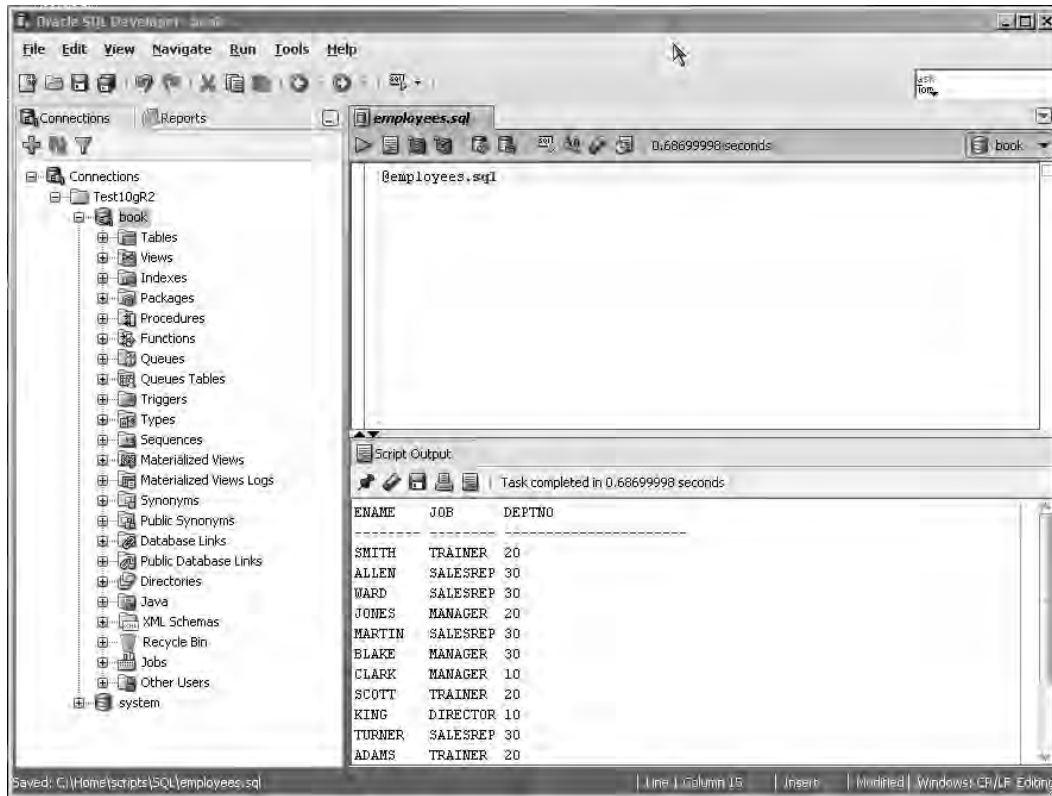 Oracle SQL Developer - book
File Edit View Navigate Run Tools Help
ask
Tom
Connections Reports
Connections
Test10gR2
book
Tables
Views
Indexes
Packages
Procedures
Functions
Queues
Queues Tables
Triggers
Types
Sequences
Materialized Views
Materialized Views Logs
Synonyms
Public Synonyms
Database Links
Public Database Links
Directories
Java
XML Schemas
Recycle Bin
Jobs
Other Users
system
employees.sql
0.68699998 seconds
book
@employees.sql
Script Output
Task completed in 0.68699998 seconds
ENAME JOB DEPTNO
-------- -------- ----------------------
SMITH TRAINER 20
ALLEN SALESREP 30
WARD SALESREP 30
JONES MANAGER 20
MARTIN SALESREP 30
BLAKE MANAGER 30
CLARK MANAGER 10
SCOTT TRAINER 20
KING DIRECTOR 10
TURNER SALESREP 30
ADAMS TRAINER 20
Saved: C:\Home\scripts\SQL\employees.sql
Line 1 Column 15 Insert Modified Windows: CR/LF Editing